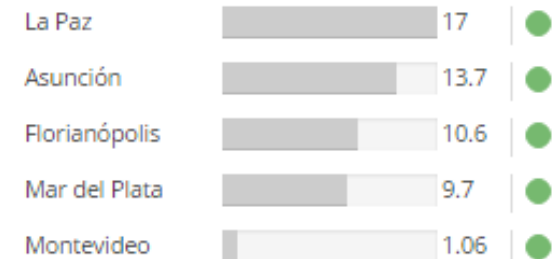 La Paz 17
Asunción 13.7
Florianópolis 10.6
Mar del Plata 9.7
Montevideo 1.06